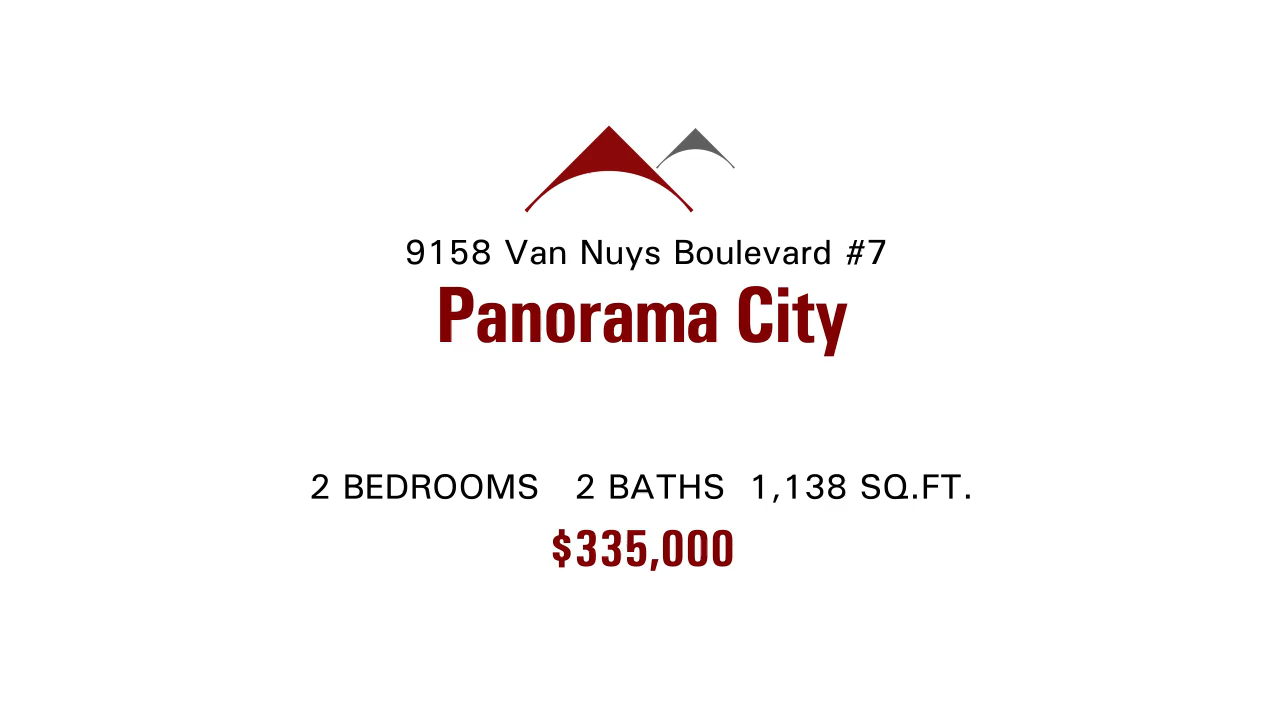 9158 Van Nuys Boulevard #7
Panorama City
2 BEDROOMS 2 BATHS 1,138 SQ.FT.
$335,000